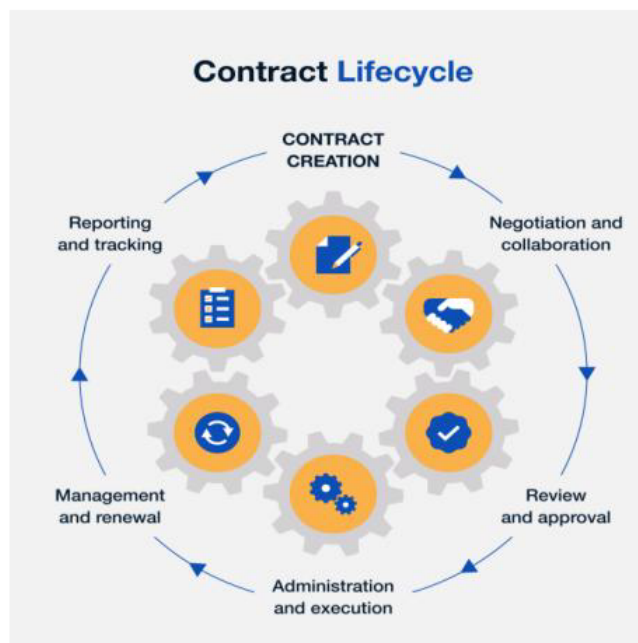 Contract Lifecycle
CONTRACT
CREATION
Negotiation and
collaboration
Review
and approval
Administration
and execution
Management
and renewal
Reporting
and tracking